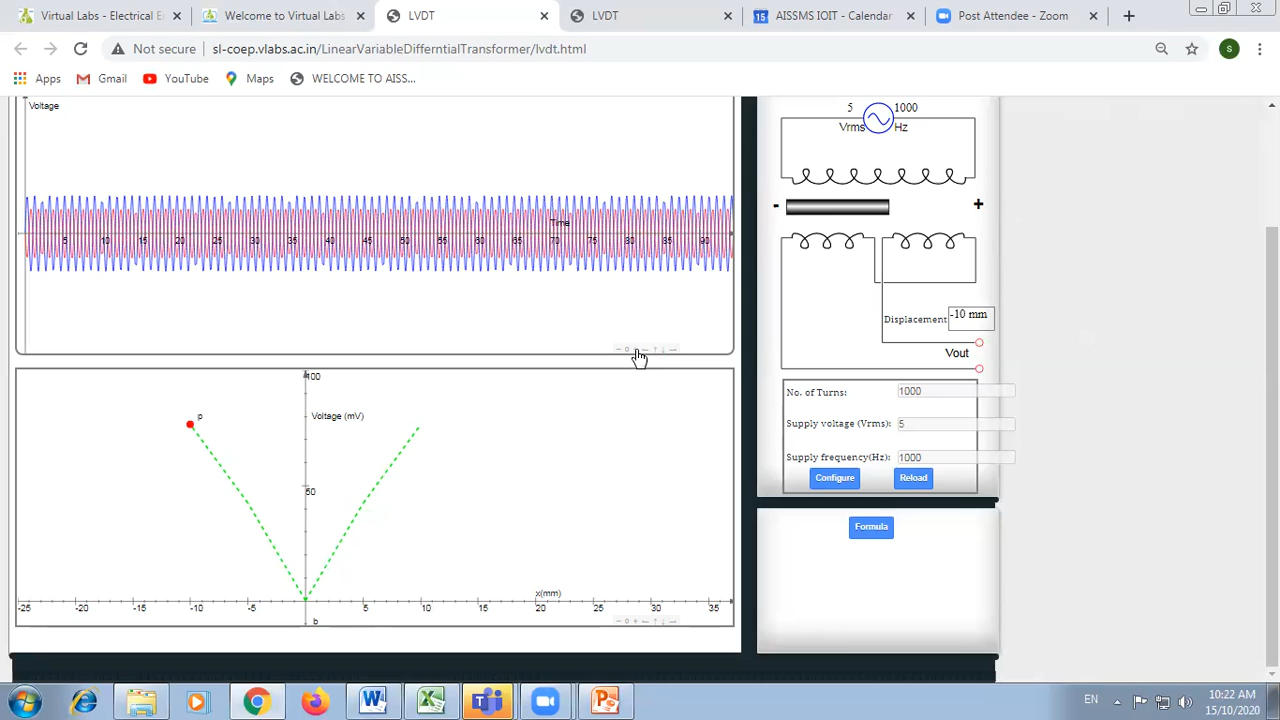 Virtual Labs - Electrical E
Welcome to Virtual Labs
LVDT
LVDT
AISSMS IOIT - Calendar
Post Attendee - Zoom
Not secure
sl-coep.vlabs.ac.in/LinearVariableDifferntialTransformer/lvdt.html
S
Apps
Gmail
YouTube
Maps
WELCOME TO AISS...
Voltage
Time
5 10 15 20 25 30 35 40 45 50 55 60 65 70 75 80 85 90
- o + ← ↑ ↓ →
5 1000
Vrms Hz
- +
Displacement -10 mm
Vout
No. of Turns: 1000
Supply voltage (Vrms): 5
Supply frequency(Hz): 1000
Configure Reload
Formula
100
Voltage (mV)
p
50
x(mm)
-25 -20 -15 -10 -5 5 10 15 20 25 30 35
b
- o + ← ↑ ↓ →
EN
10:22 AM
15/10/2020